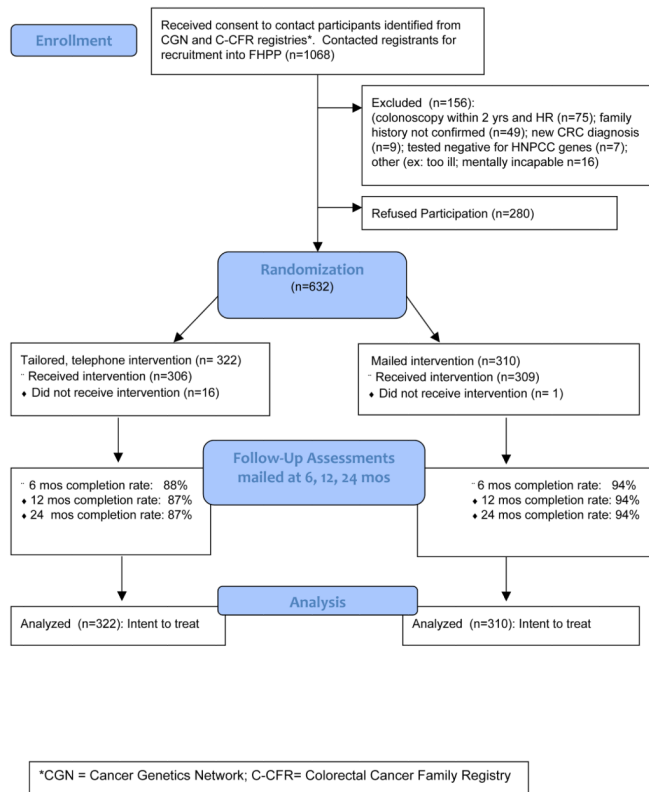 Enrollment
Received consent to contact participants identified from
CGN and C-CFR registries*.  Contacted registrants for
recruitment into FHPP (n=1068)
Excluded  (n=156):
(colonoscopy within 2 yrs and HR (n=75); family
history not confirmed (n=49); new CRC diagnosis
(n=9); tested negative for HNPCC genes (n=7);
other (ex: too ill; mentally incapable n=16)
Refused Participation (n=280)
Randomization
(n=632)
Tailored, telephone intervention (n= 322)
¨ Received intervention (n=306)
♦ Did not receive intervention (n=16)
Mailed intervention (n=310)
¨ Received intervention (n=309)
♦ Did not receive intervention (n= 1)
Follow-Up Assessments
mailed at 6, 12, 24 mos
¨ 6 mos completion rate:   88%
♦ 12 mos completion rate: 87%
♦ 24  mos completion rate: 87%
¨ 6 mos completion rate:   94%
♦ 12 mos completion rate: 94%
♦ 24 mos completion rate: 94%
Analysis
Analyzed  (n=322): Intent to treat
Analyzed  (n=310): Intent to treat
*CGN = Cancer Genetics Network; C-CFR= Colorectal Cancer Family Registry